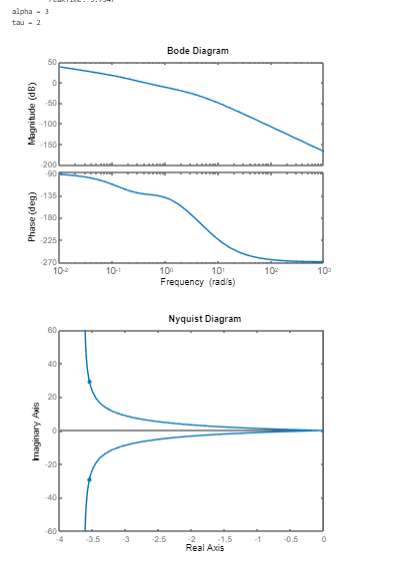 alpha = 3
tau = 2
Bode Diagram
Magnitude (dB)
50
0
-50
-100
-150
-200
Phase (deg)
-90
-135
-180
-225
-270
10-2 10-1 100 101 102 103
Frequency (rad/s)
Nyquist Diagram
Imaginary Axis
60
40
20
0
-20
-40
-60
-4 -3.5 -3 -2.5 -2 -1.5 -1 -0.5 0
Real Axis